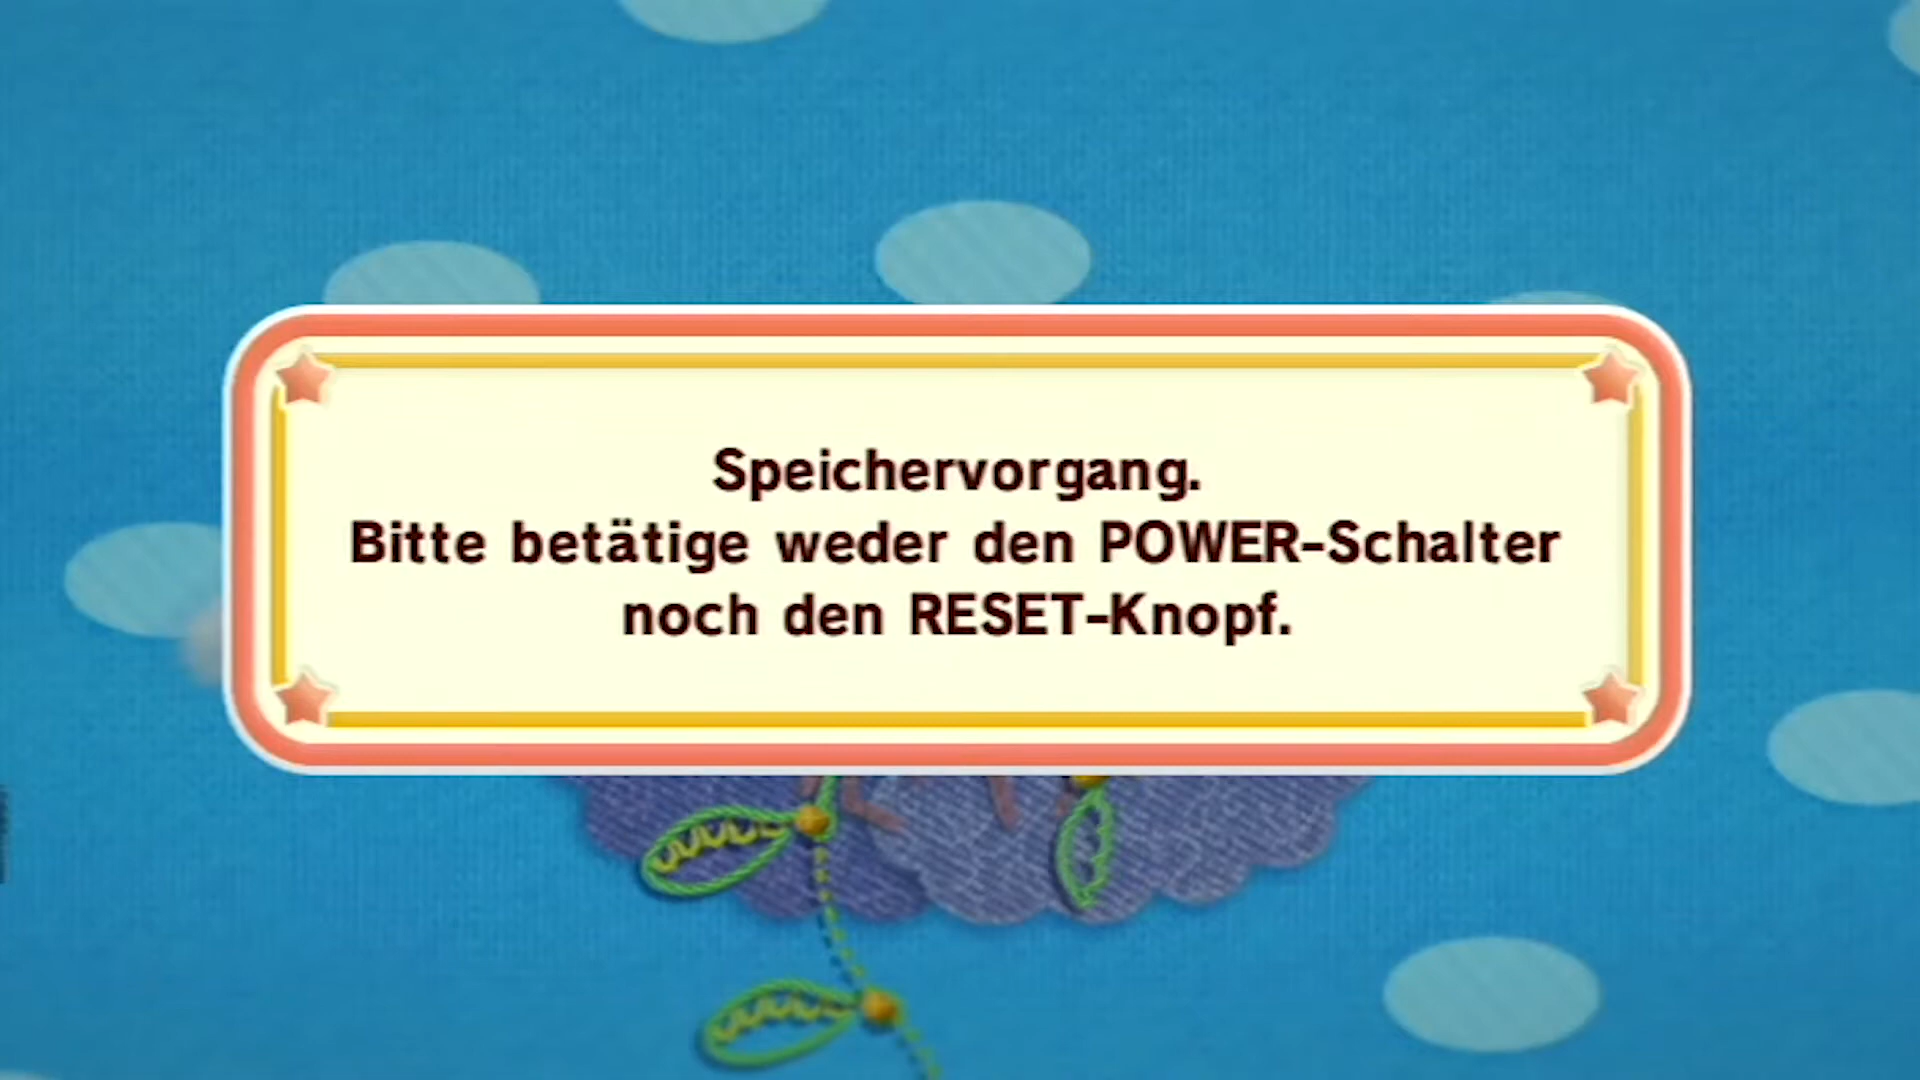 Speichervorgang.
Bitte betätige weder den POWER-Schalter
noch den RESET-Knopf.